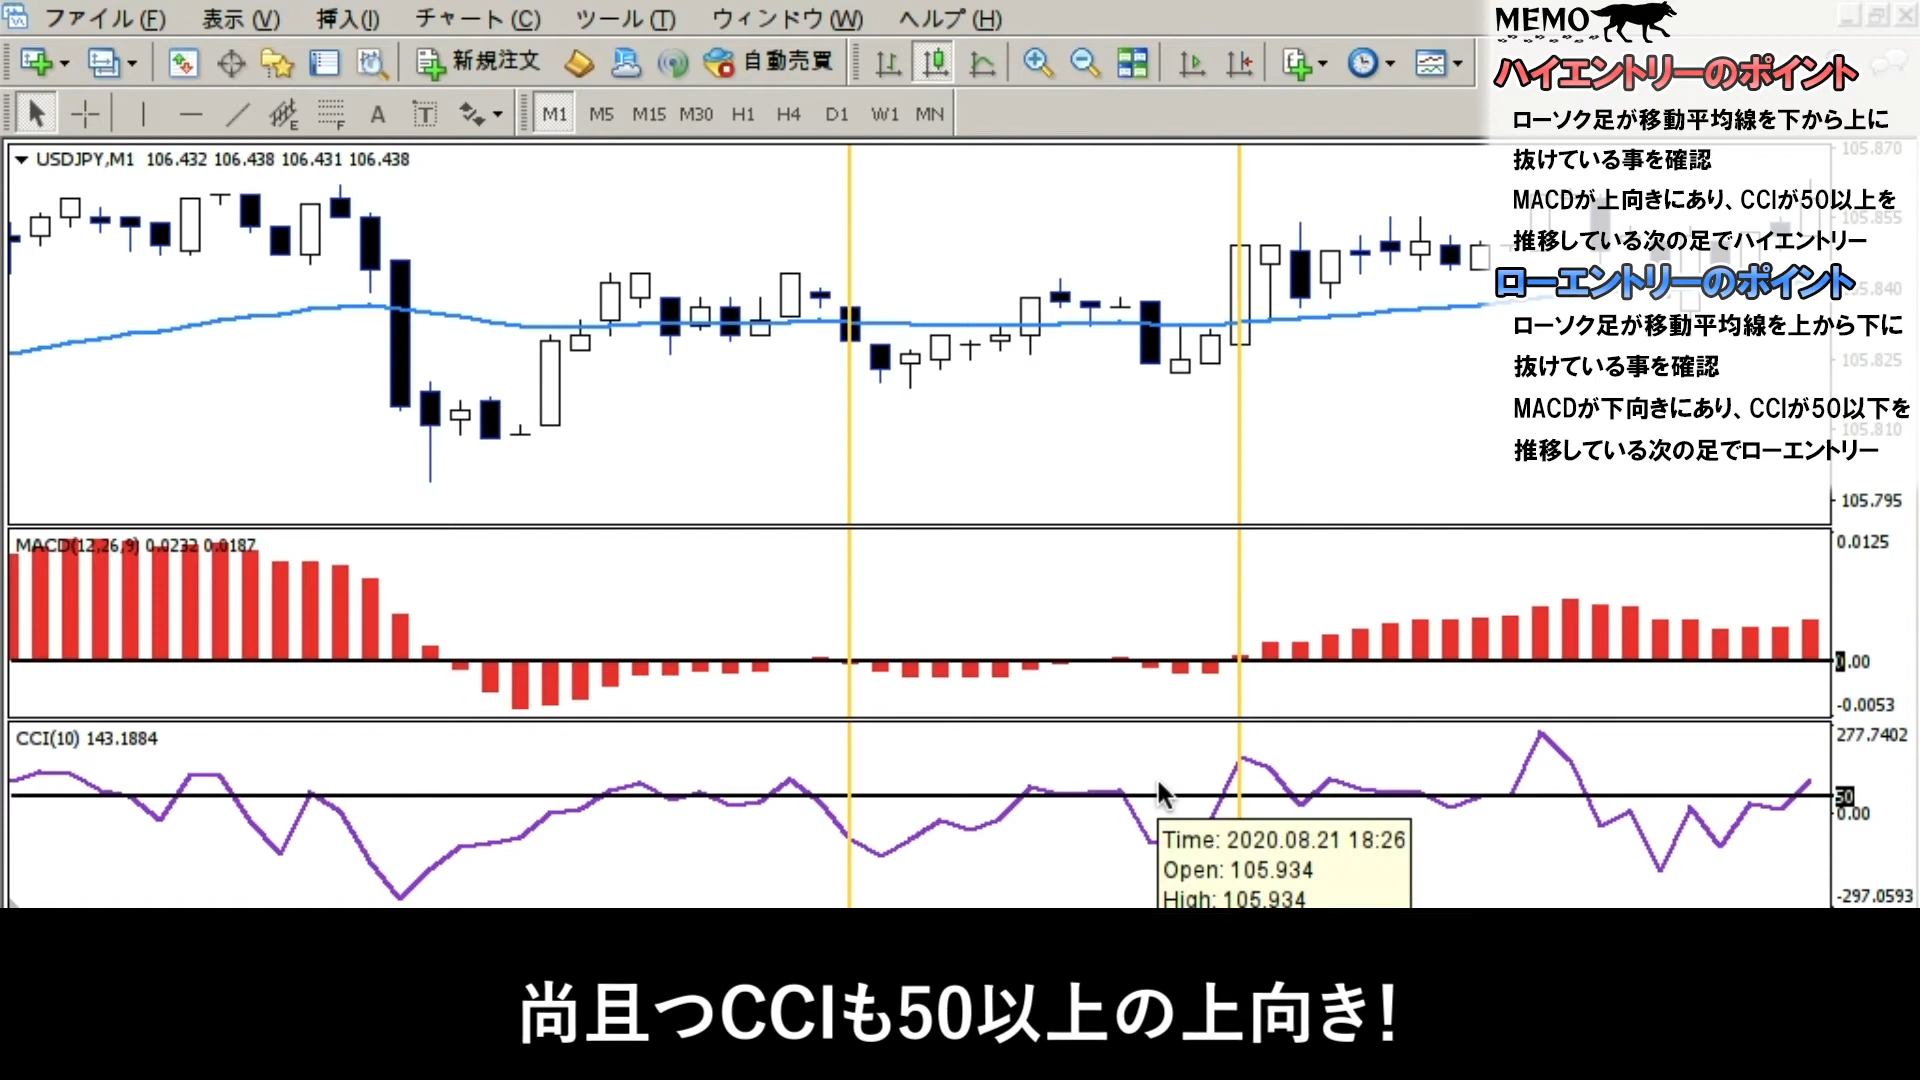 ファイル (F) 表示 (V) 挿入(I) チャート (C) ツール (T) ウィンドウ (W) ヘルプ (H)
新規注文 自動売買
E F A T M1 M5 M15 M30 H1 H4 D1 W1 MN
USDJPY,M1 106.432 106.438 106.431 106.438
MEMO
ハイエントリーのポイント
ローソク足が移動平均線を下から上に
抜けている事を確認
MACDが上向きにあり、CCIが50以上を
推移している次の足でハイエントリー
ローエントリーのポイント
ローソク足が移動平均線を上から下に
抜けている事を確認
MACDが下向きにあり、CCIが50以下を
推移している次の足でローエントリー
105.870
105.855
105.840
105.825
105.810
105.795
MACD(12,26,9) 0.0232 0.0187
0.0125
0.00
-0.0053
CCI(10) 143.1884
277.7402
50
0.00
-297.0593
Time: 2020.08.21 18:26
Open: 105.934
High: 105.934
尚且つCCIも50以上の上向き!